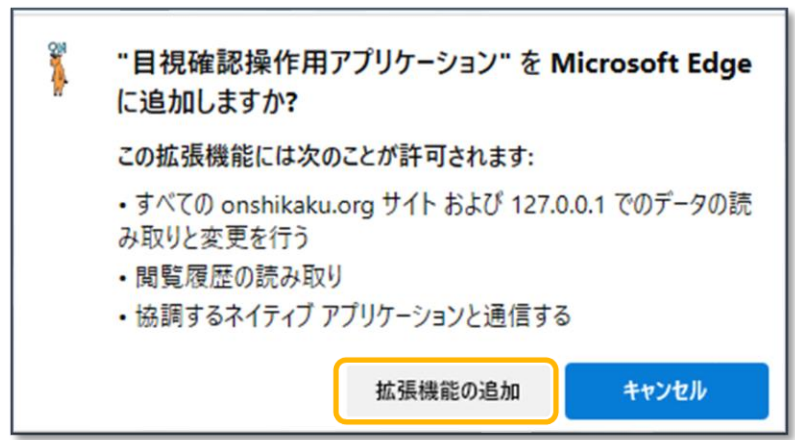 ON
"目視確認操作用アプリケーション" を Microsoft Edge
に追加しますか?
この拡張機能には次のことが許可されます:
• すべての onshikaku.org サイト および 127.0.0.1 でのデータの読
み取りと変更を行う
• 閲覧履歴の読み取り
• 協調するネイティブ アプリケーションと通信する
拡張機能の追加
キャンセル